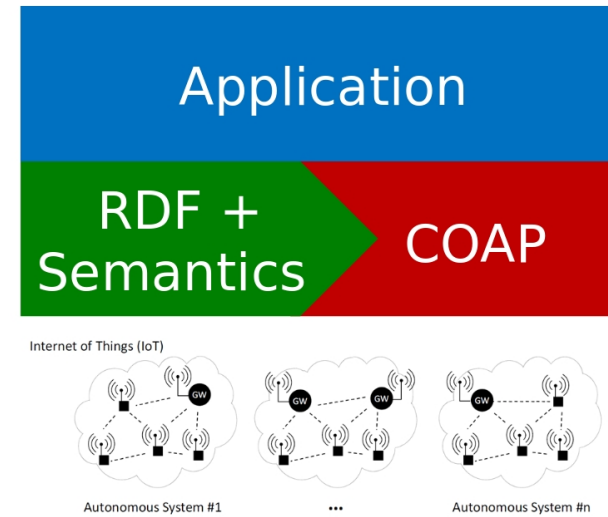 Application
RDF +
Semantics
COAP
Internet of Things (IoT)
GW
GW
GW
GW
Autonomous System #1
...
Autonomous System #n